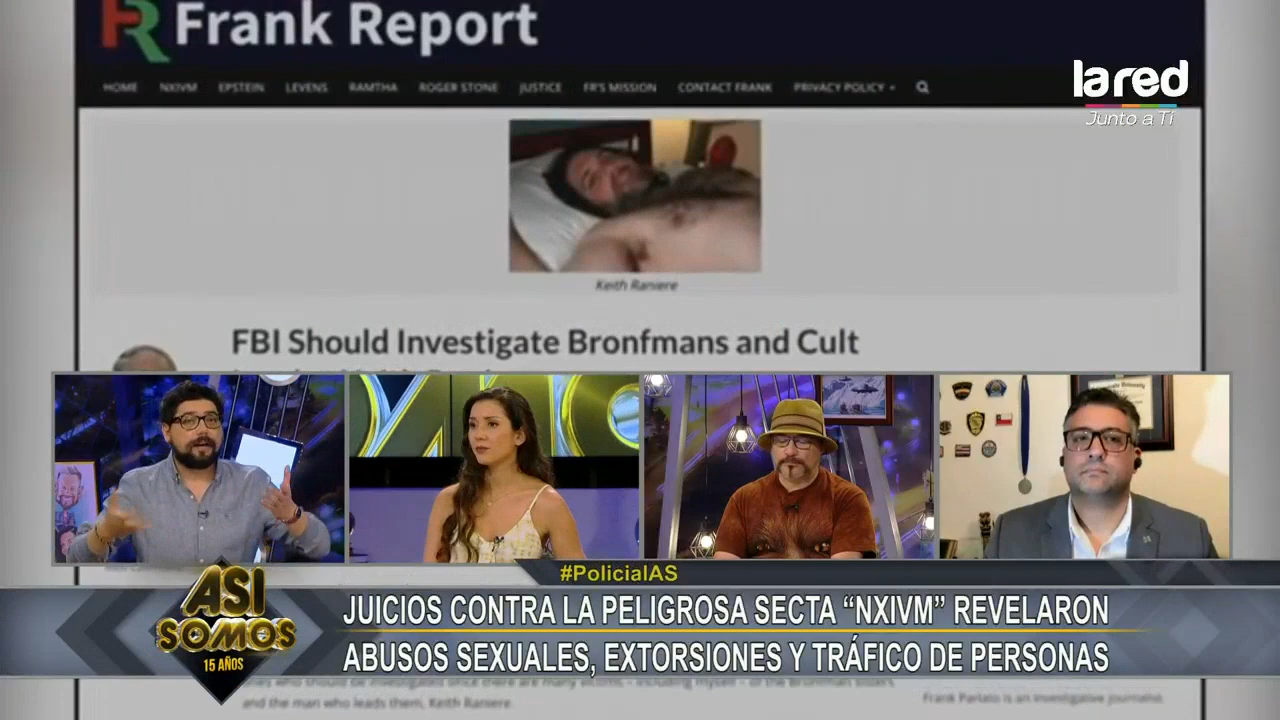 FR Frank Report
HOME NXIVM EPSTEIN LEVENS RAMTHA ROGER STONE JUSTICE FR'S MISSION CONTACT FRANK PRIVACY POLICY
lared
Junto a Ti
Keith Raniere
FBI Should Investigate Bronfmans and Cult
#PolicialAS
ASI
SOMOS
15 AÑOS
JUICIOS CONTRA LA PELIGROSA SECTA “NXIVM” REVELARON
ABUSOS SEXUALES, EXTORSIONES Y TRÁFICO DE PERSONAS
and the man who leads them, Keith Raniere.
Frank Parlato is an investigative journalist.